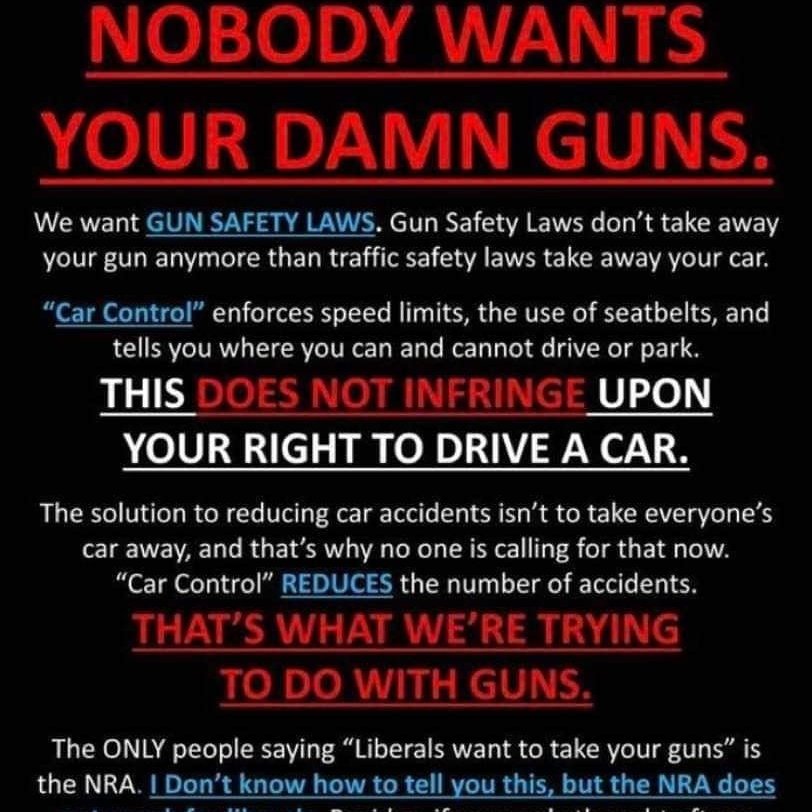 NOBODY WANTS
YOUR DAMN GUNS.
We want GUN SAFETY LAWS. Gun Safety Laws don’t take away
your gun anymore than traffic safety laws take away your car.
“Car Control” enforces speed limits, the use of seatbelts, and
tells you where you can and cannot drive or park.
THIS DOES NOT INFRINGE UPON
YOUR RIGHT TO DRIVE A CAR.
The solution to reducing car accidents isn’t to take everyone’s
car away, and that’s why no one is calling for that now.
“Car Control” REDUCES the number of accidents.
THAT’S WHAT WE’RE TRYING
TO DO WITH GUNS.
The ONLY people saying “Liberals want to take your guns” is
the NRA. I Don’t know how to tell you this, but the NRA does